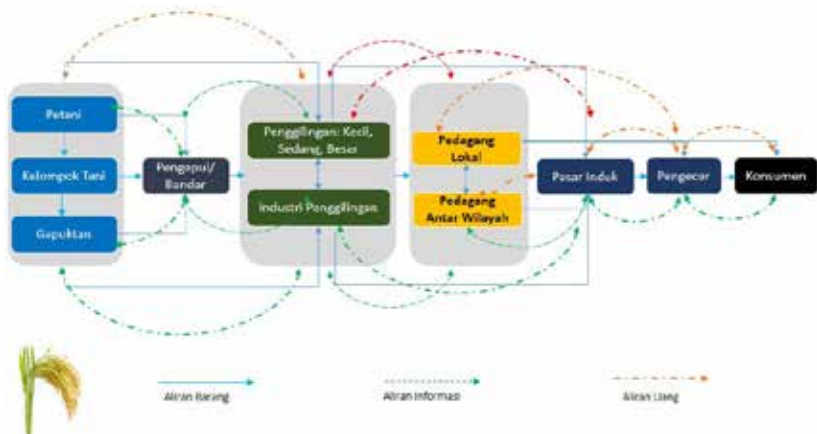 Petani
Kelompok Tani
Gapoktan
Pengepul/
Bandar
Penggilingan: Kecil,
Sedang, Besar
Industri Penggilingan
Pedagang
Lokal
Pedagang
Antar Wilayah
Pasar Induk
Pengecer
Konsumen
Aliran Barang
Aliran Informasi
Aliran Uang